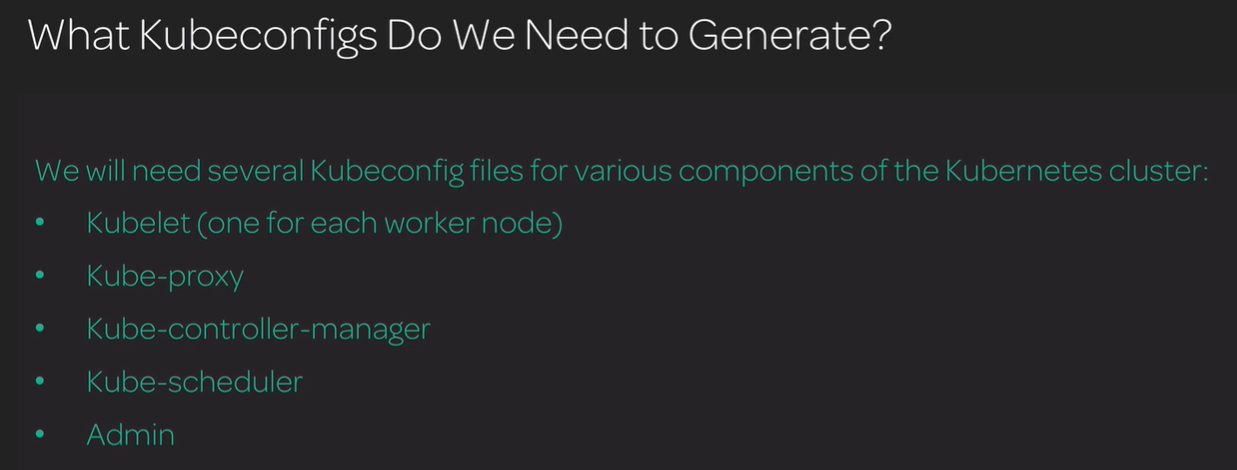 What Kubeconfigs Do We Need to Generate?
We will need several Kubeconfig files for various components of the Kubernetes cluster:
• Kubelet (one for each worker node)
• Kube-proxy
• Kube-controller-manager
• Kube-scheduler
• Admin